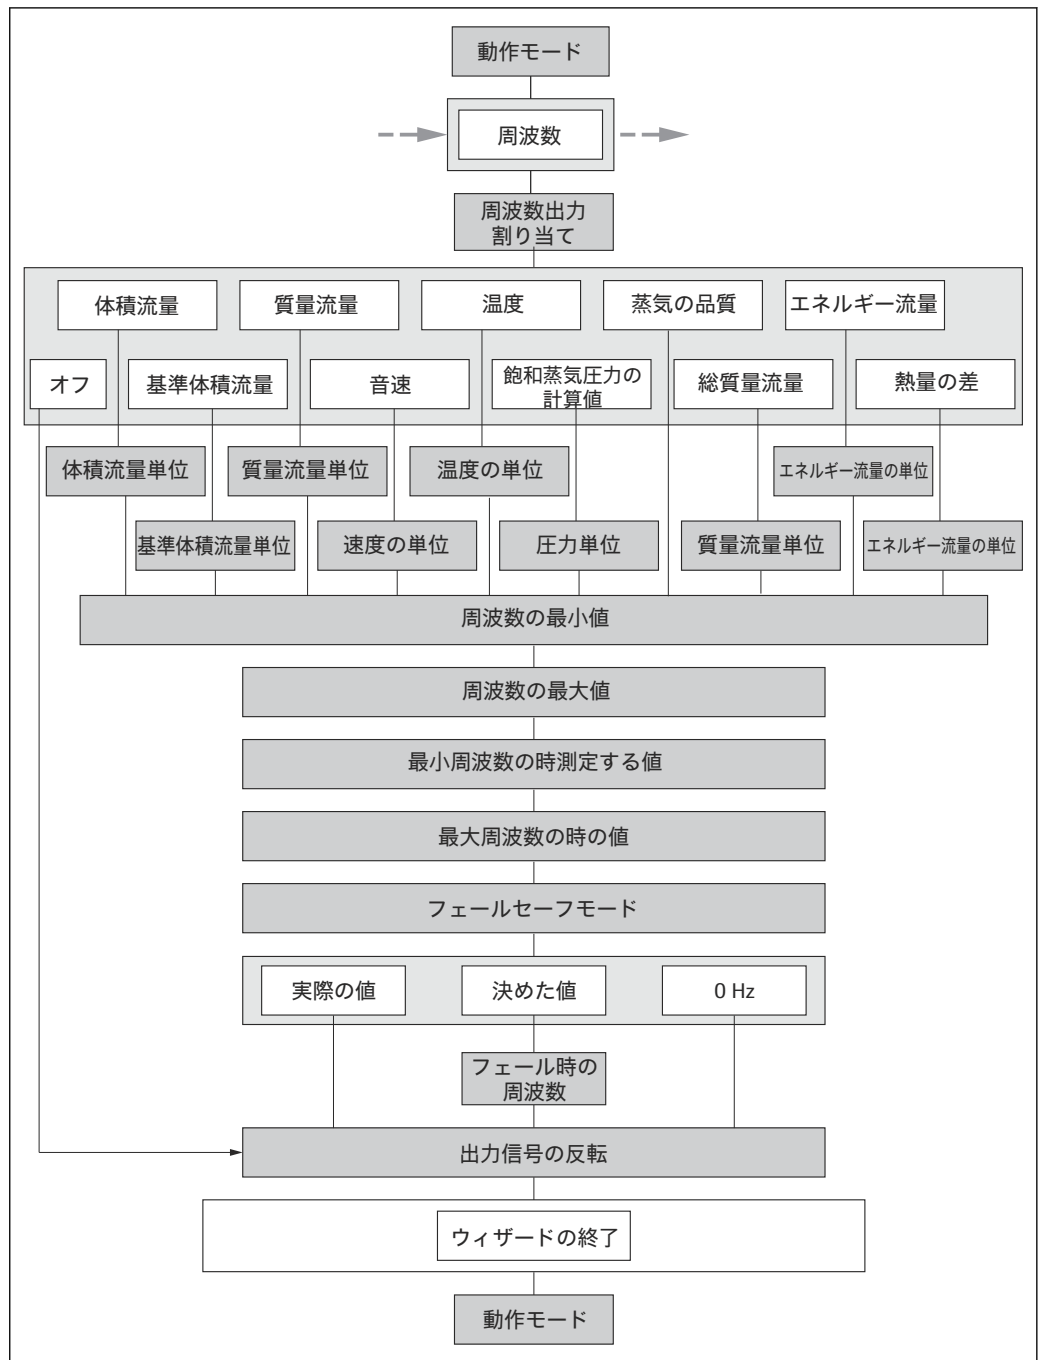 動作モード
周波数
周波数出力
割り当て
体積流量
質量流量
温度
蒸気の品質
エネルギー流量
オフ
基準体積流量
音速
飽和蒸気圧力の
計算値
総質量流量
熱量の差
体積流量単位
質量流量単位
温度の単位
エネルギー流量の単位
基準体積流量単位
速度の単位
圧力単位
質量流量単位
エネルギー流量の単位
周波数の最小値
周波数の最大値
最小周波数の時測定する値
最大周波数の時の値
フェールセーフモード
実際の値
決めた値
0 Hz
フェール時の
周波数
出力信号の反転
ウィザードの終了
動作モード